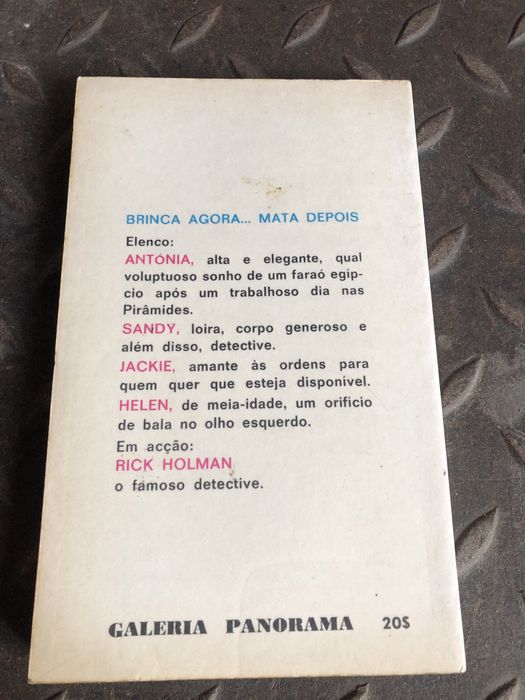 BRINCA AGORA... MATA DEPOIS
Elenco:
ANTÓNIA, alta e elegante, qual
voluptuoso sonho de um faraó egíp-
cio após um trabalhoso dia nas
Pirâmides.
SANDY, loira, corpo generoso e
além disso, detective.
JACKIE, amante às ordens para
quem quer que esteja disponível.
HELEN, de meia-idade, um orifício
de bala no olho esquerdo.
Em acção:
RICK HOLMAN
o famoso detective.
GALERIA PANORAMA 20$